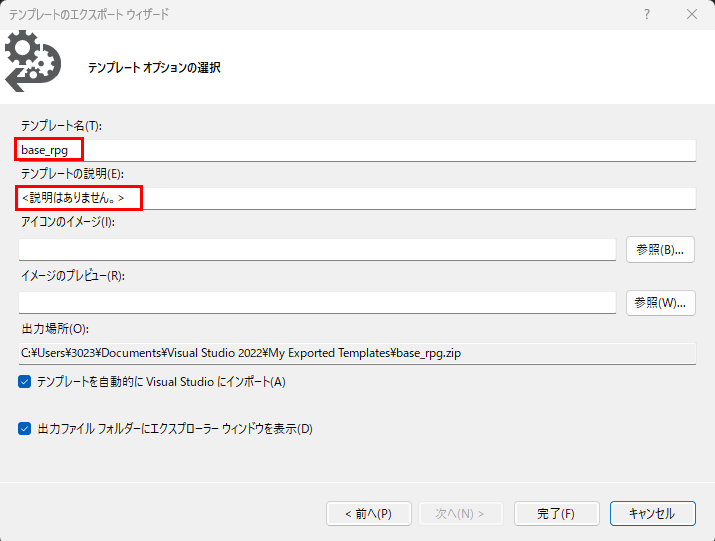 テンプレートのエクスポート ウィザード
?
テンプレート オプションの選択
テンプレート名(T):
base_rpg
テンプレートの説明(E):
<説明はありません。>
アイコンのイメージ(I):
参照(B)...
イメージのプレビュー(R):
参照(W)...
出力場所(O):
C:¥Users¥3023¥Documents¥Visual Studio 2022¥My Exported Templates¥base_rpg.zip
テンプレートを自動的に Visual Studio にインポート(A)
出力ファイル フォルダーにエクスプローラー ウィンドウを表示(D)
< 前へ(P) 次へ(N) > 完了(F) キャンセル